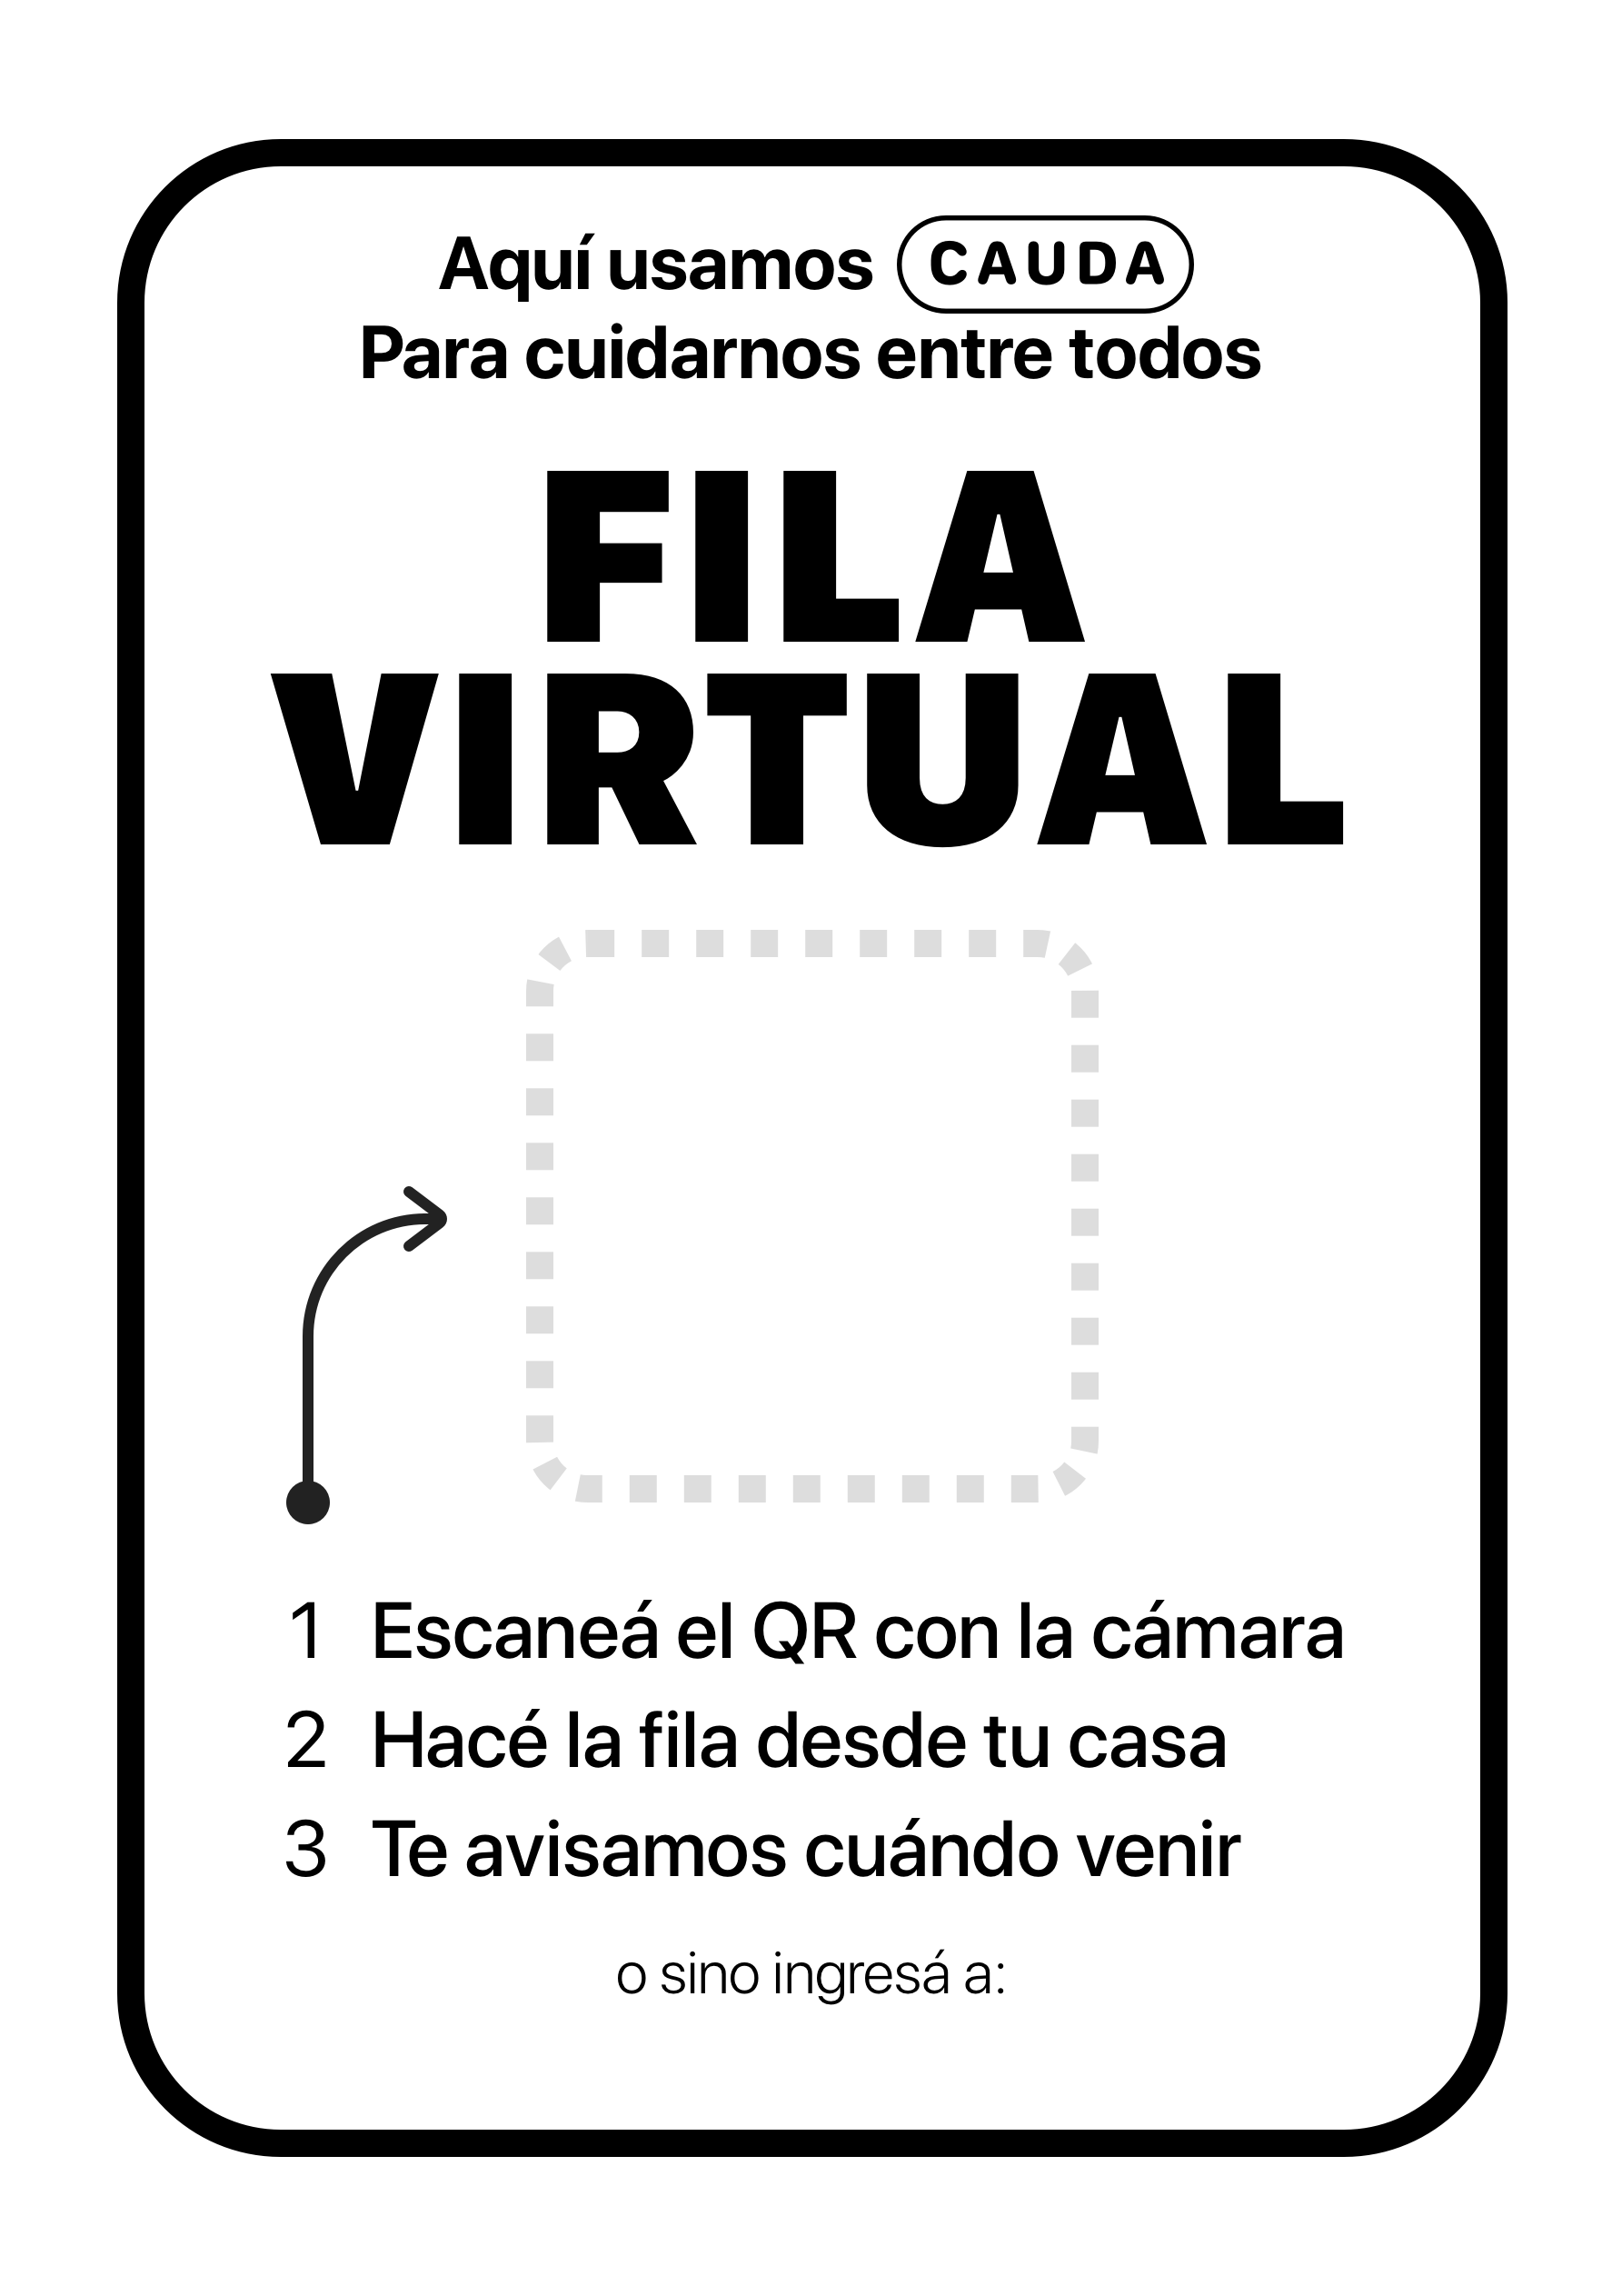 Aquí usamos CAUDA
Para cuidarnos entre todos
FILA
VIRTUAL
1 Escaneá el QR con la cámara
2 Hacé la fila desde tu casa
3 Te avisamos cuándo venir
o sino ingresá a: